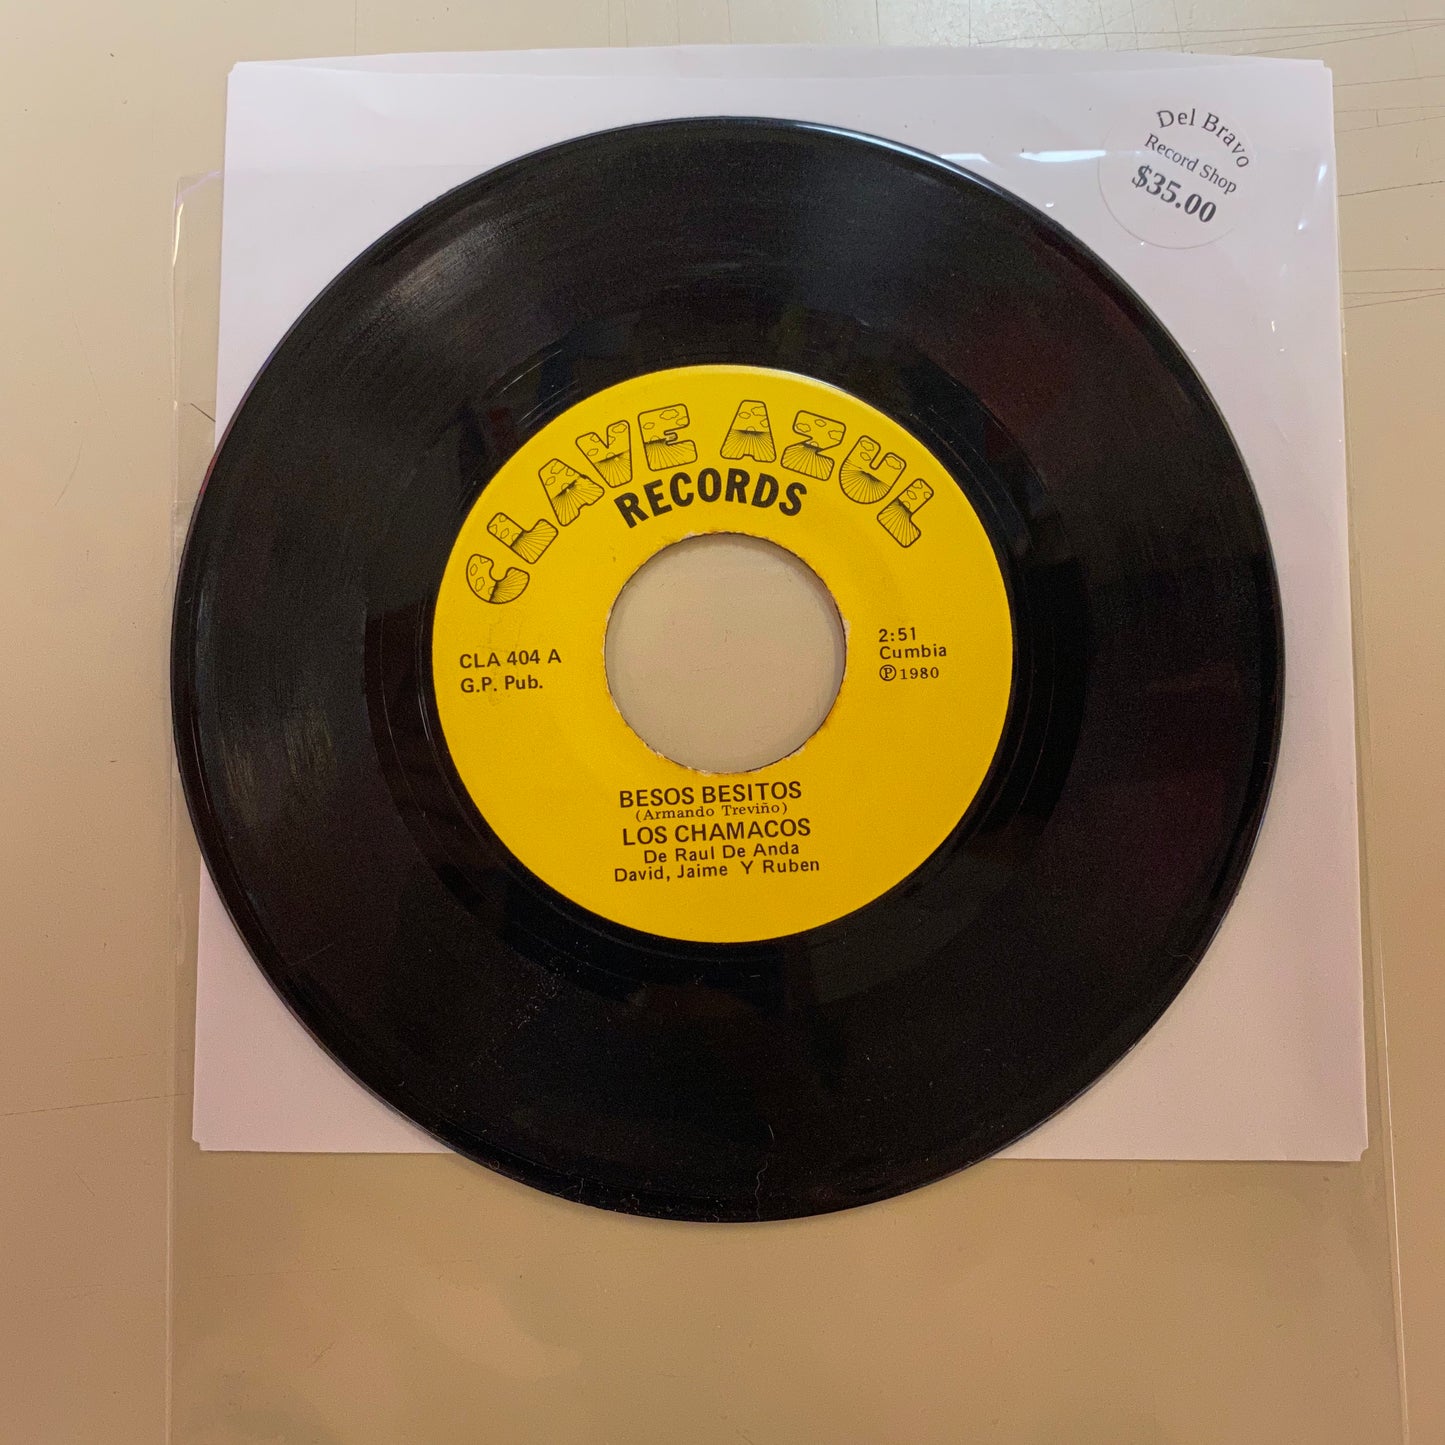 Del Bravo
Record Shop
$35.00
CLAVE AZUL
RECORDS
CLA 404 A
G.P. Pub.
2:51
Cumbia
Ⓟ1980
BESOS BESITOS
(Armando Treviño)
LOS CHAMACOS
De Raul De Anda
David, Jaime Y Ruben